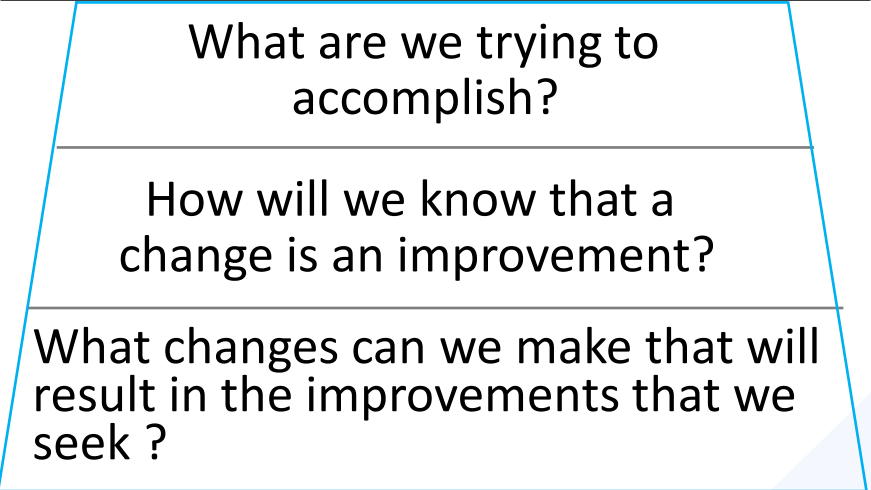 What are we trying to
accomplish?
How will we know that a
change is an improvement?
What changes can we make that will
result in the improvements that we
seek ?